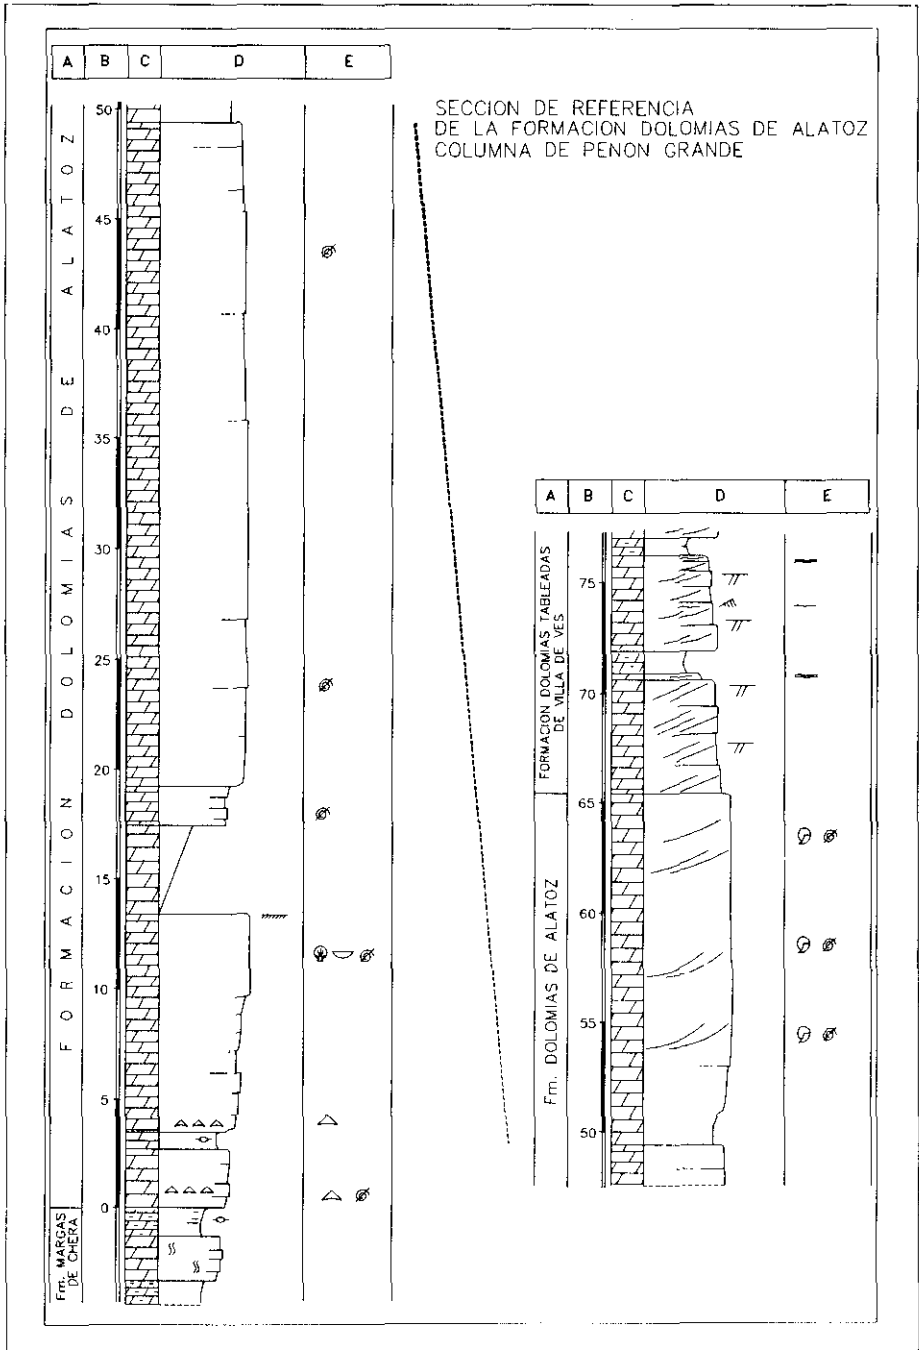 A B C D E
SECCION DE REFERENCIA
DE LA FORMACION DOLOMIAS DE ALATOZ
COLUMNA DE PENON GRANDE
50
45
40
35
30
25
20
15
10
5
0
FORMACION DOLOMIAS DE ALATOZ
Fm. MARGAS
DE CHERA
A B C D E
75
70
65
60
55
50
FORMACION DOLOMIAS TABLEADAS
DE VILLA DE VES
Fm. DOLOMIAS DE ALATOZ